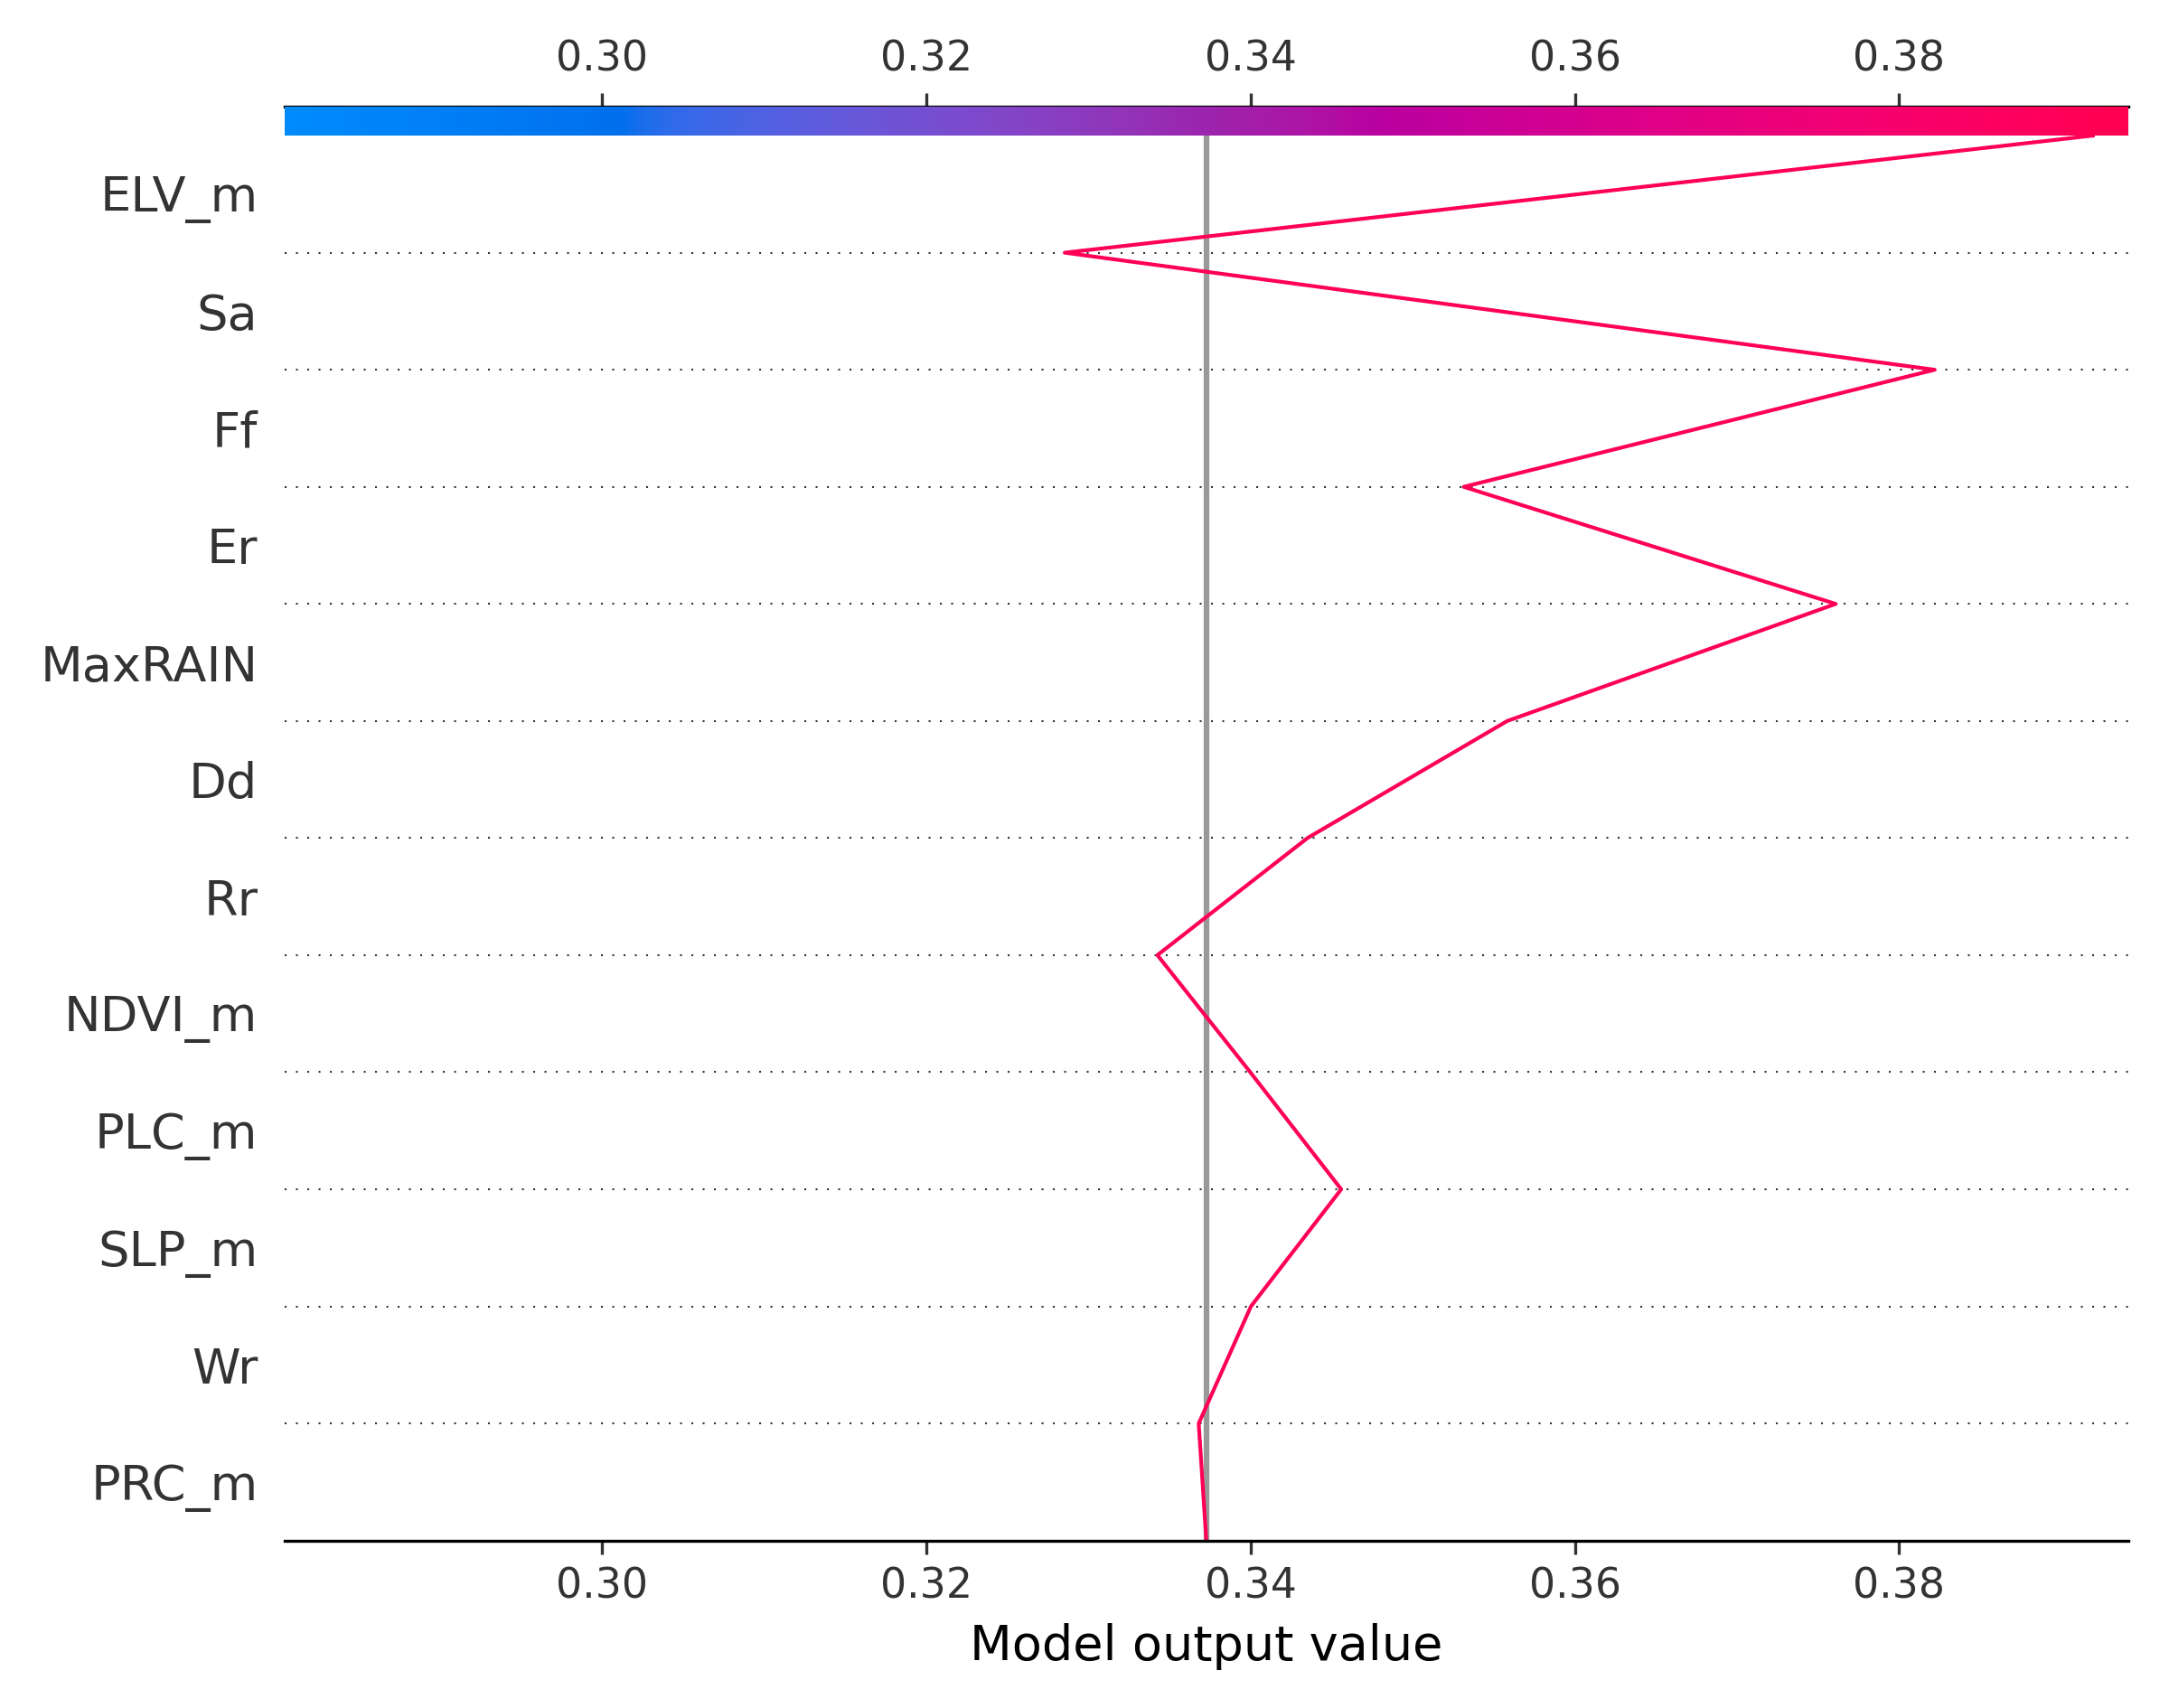 0.30 0.32 0.34 0.36 0.38
ELV_m
Sa
Ff
Er
MaxRAIN
Dd
Rr
NDVI_m
PLC_m
SLP_m
Wr
PRC_m
0.30 0.32 0.34 0.36 0.38
Model output value